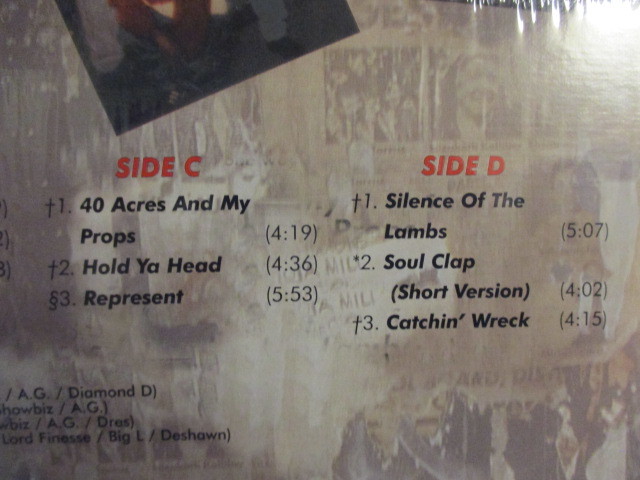 SIDE C
†1. 40 Acres And My
Props (4:19)
†2. Hold Ya Head (4:36)
§3. Represent (5:53)
SIDE D
†1. Silence Of The
Lambs (5:07)
*2. Soul Clap
(Short Version) (4:02)
†3. Catchin' Wreck (4:15)
/ A.G. / Diamond D)
howbiz / A.G.)
wbiz / A.G. / Dres)
Lord Finesse / Big L / Deshawn)